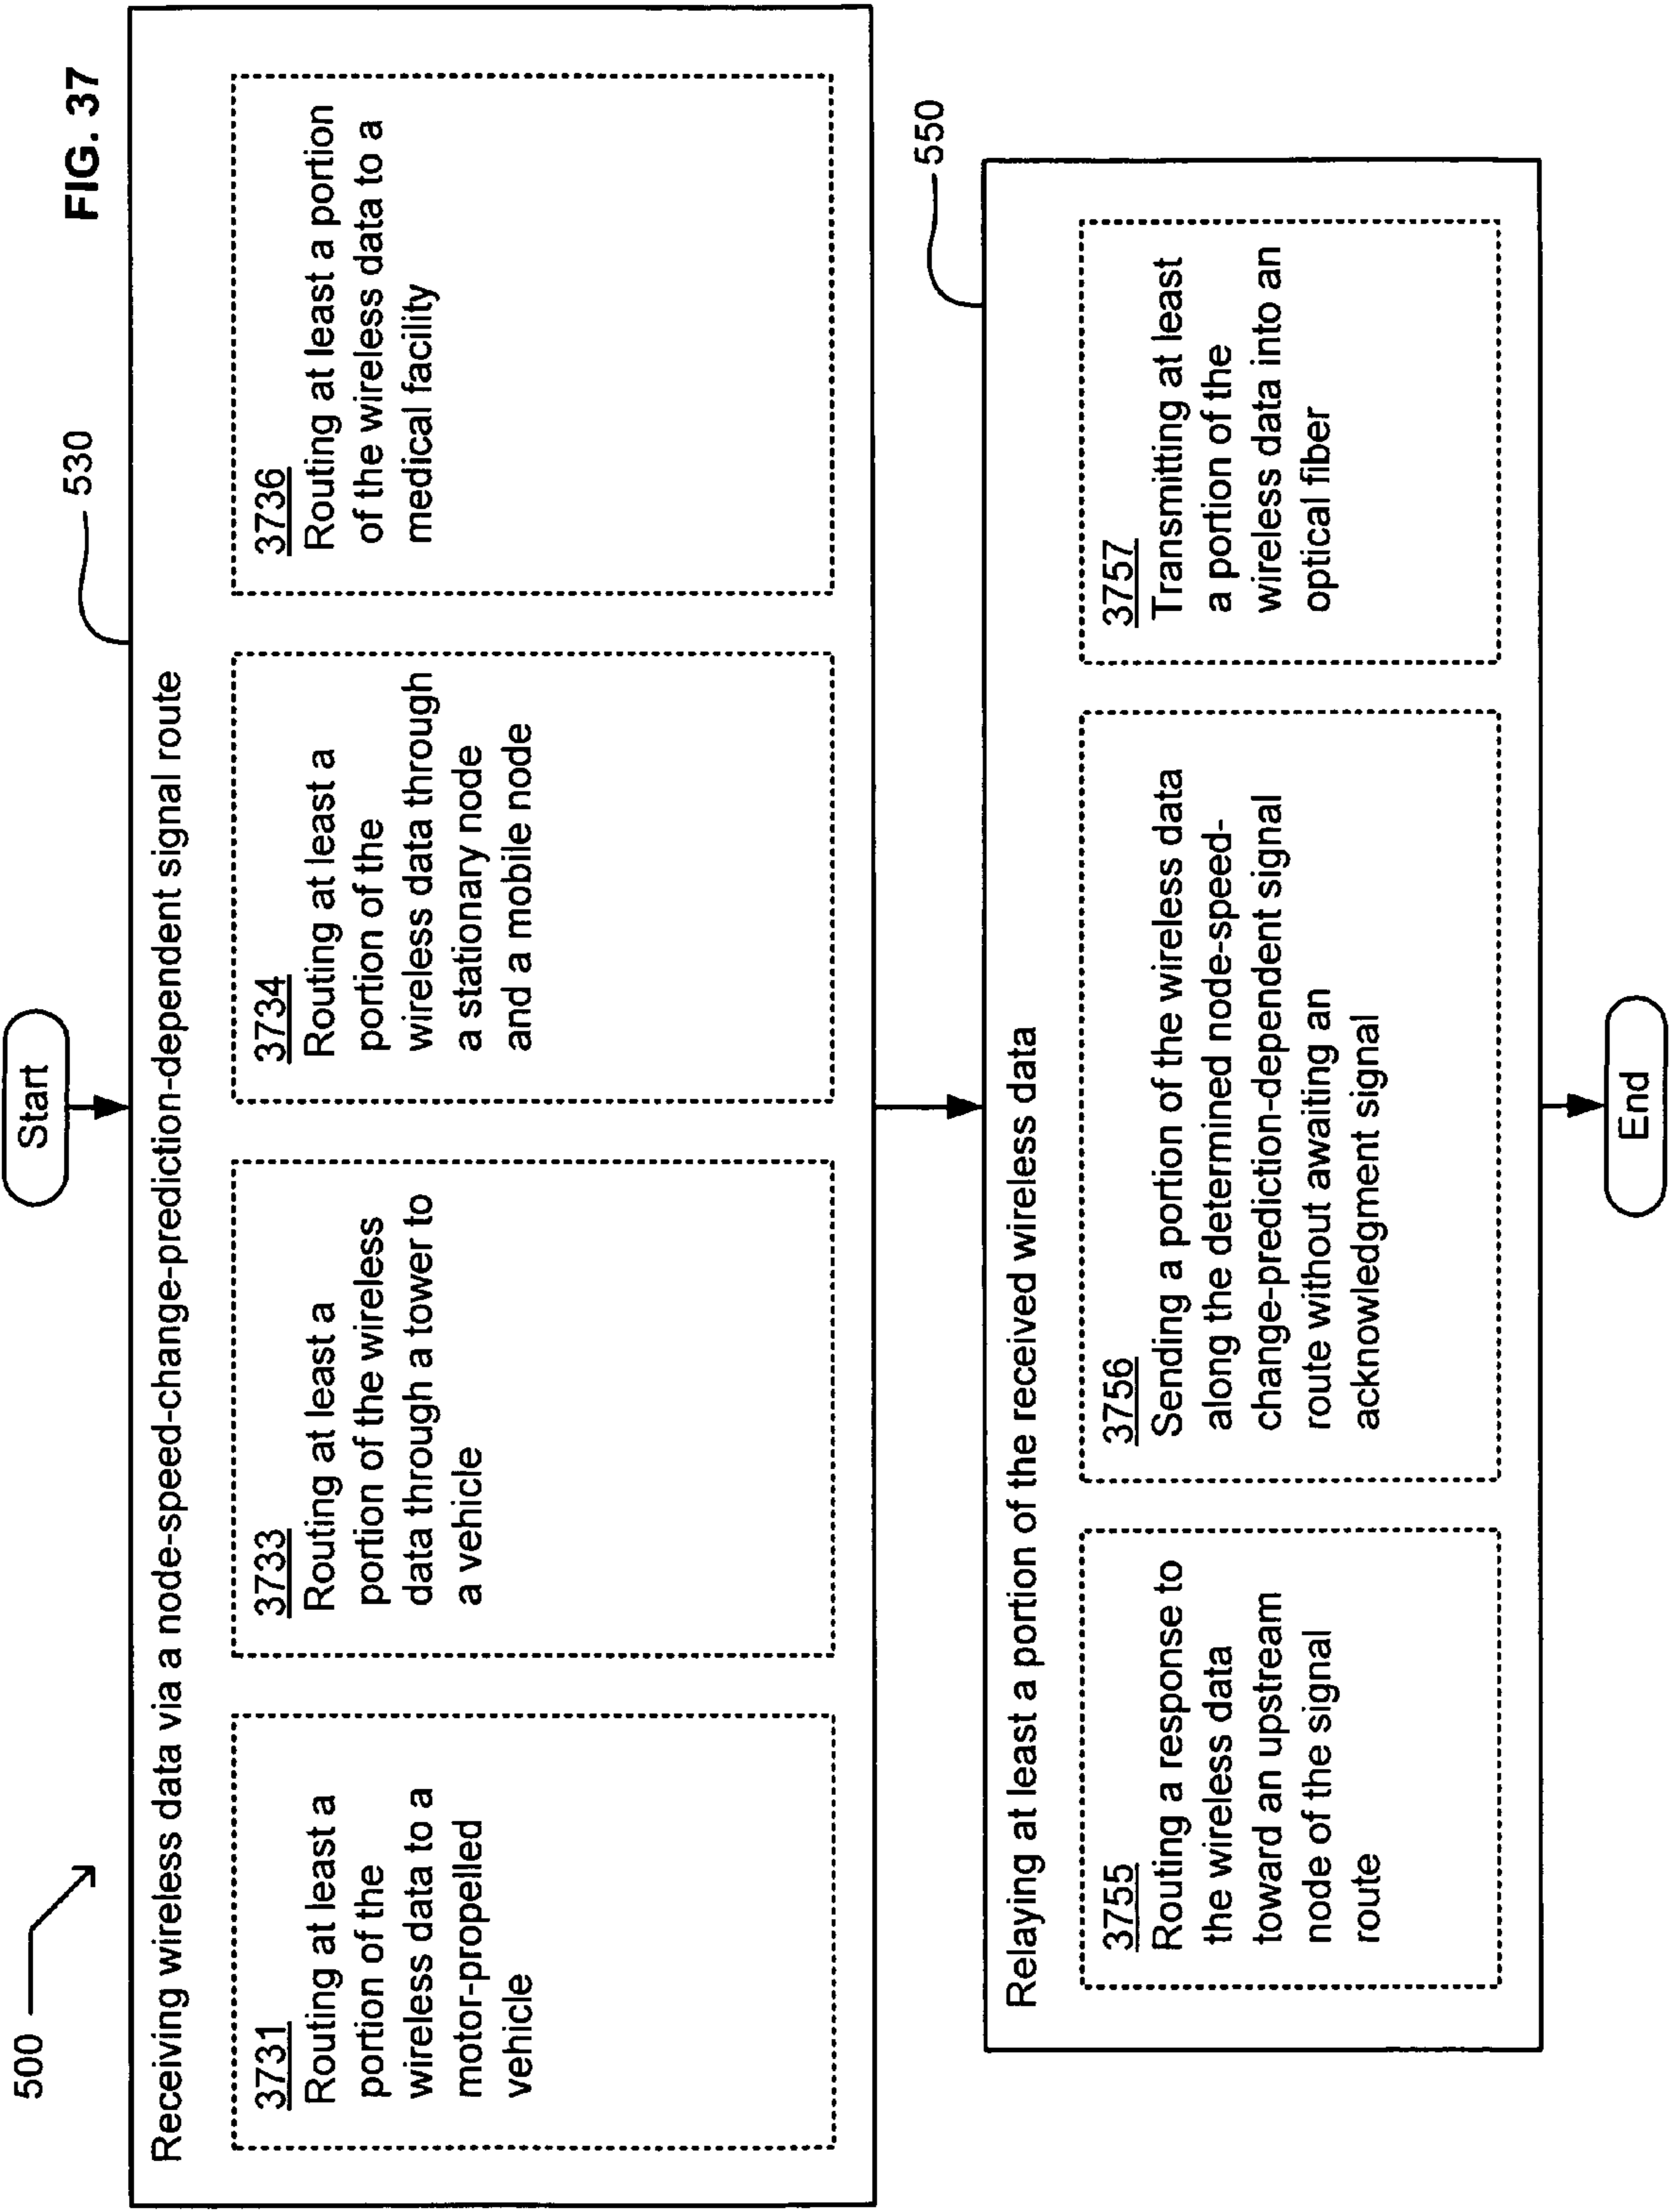 FIG. 37
500
Start
530
Receiving wireless data via a node-speed-change-prediction-dependent signal route
3731
Routing at least a
portion of the
wireless data to a
motor-propelled
vehicle
3733
Routing at least a
portion of the wireless
data through a tower to
a vehicle
3734
Routing at least a
portion of the
wireless data through
a stationary node
and a mobile node
3736
Routing at least a portion
of the wireless data to a
medical facility
550
Relaying at least a portion of the received wireless data
3755
Routing a response to
the wireless data
toward an upstream
node of the signal
route
3756
Sending a portion of the wireless data
along the determined node-speed-
change-prediction-dependent signal
route without awaiting an
acknowledgment signal
3757
Transmitting at least
a portion of the
wireless data into an
optical fiber
End